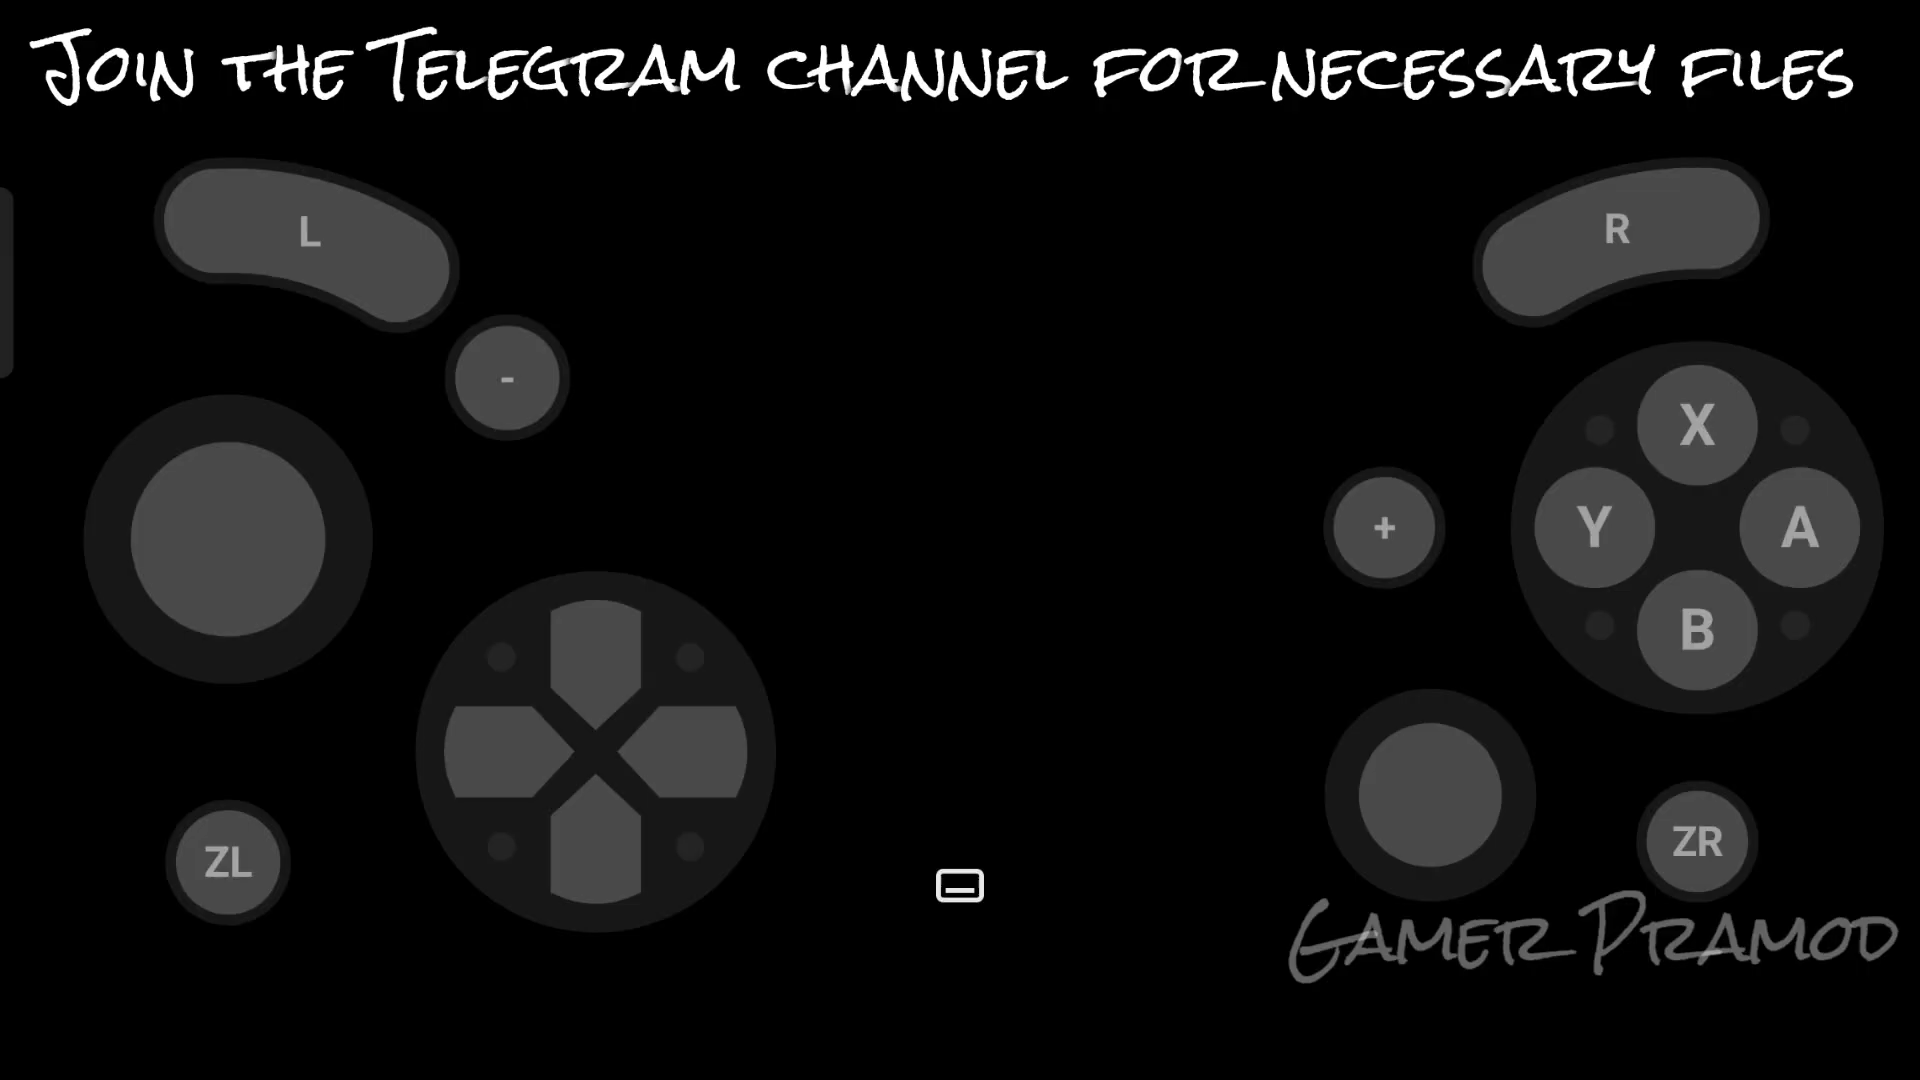 Join the Telegram channel for necessary files
L
R
-
X
+
Y
A
B
ZL
ZR
Gamer Pramod